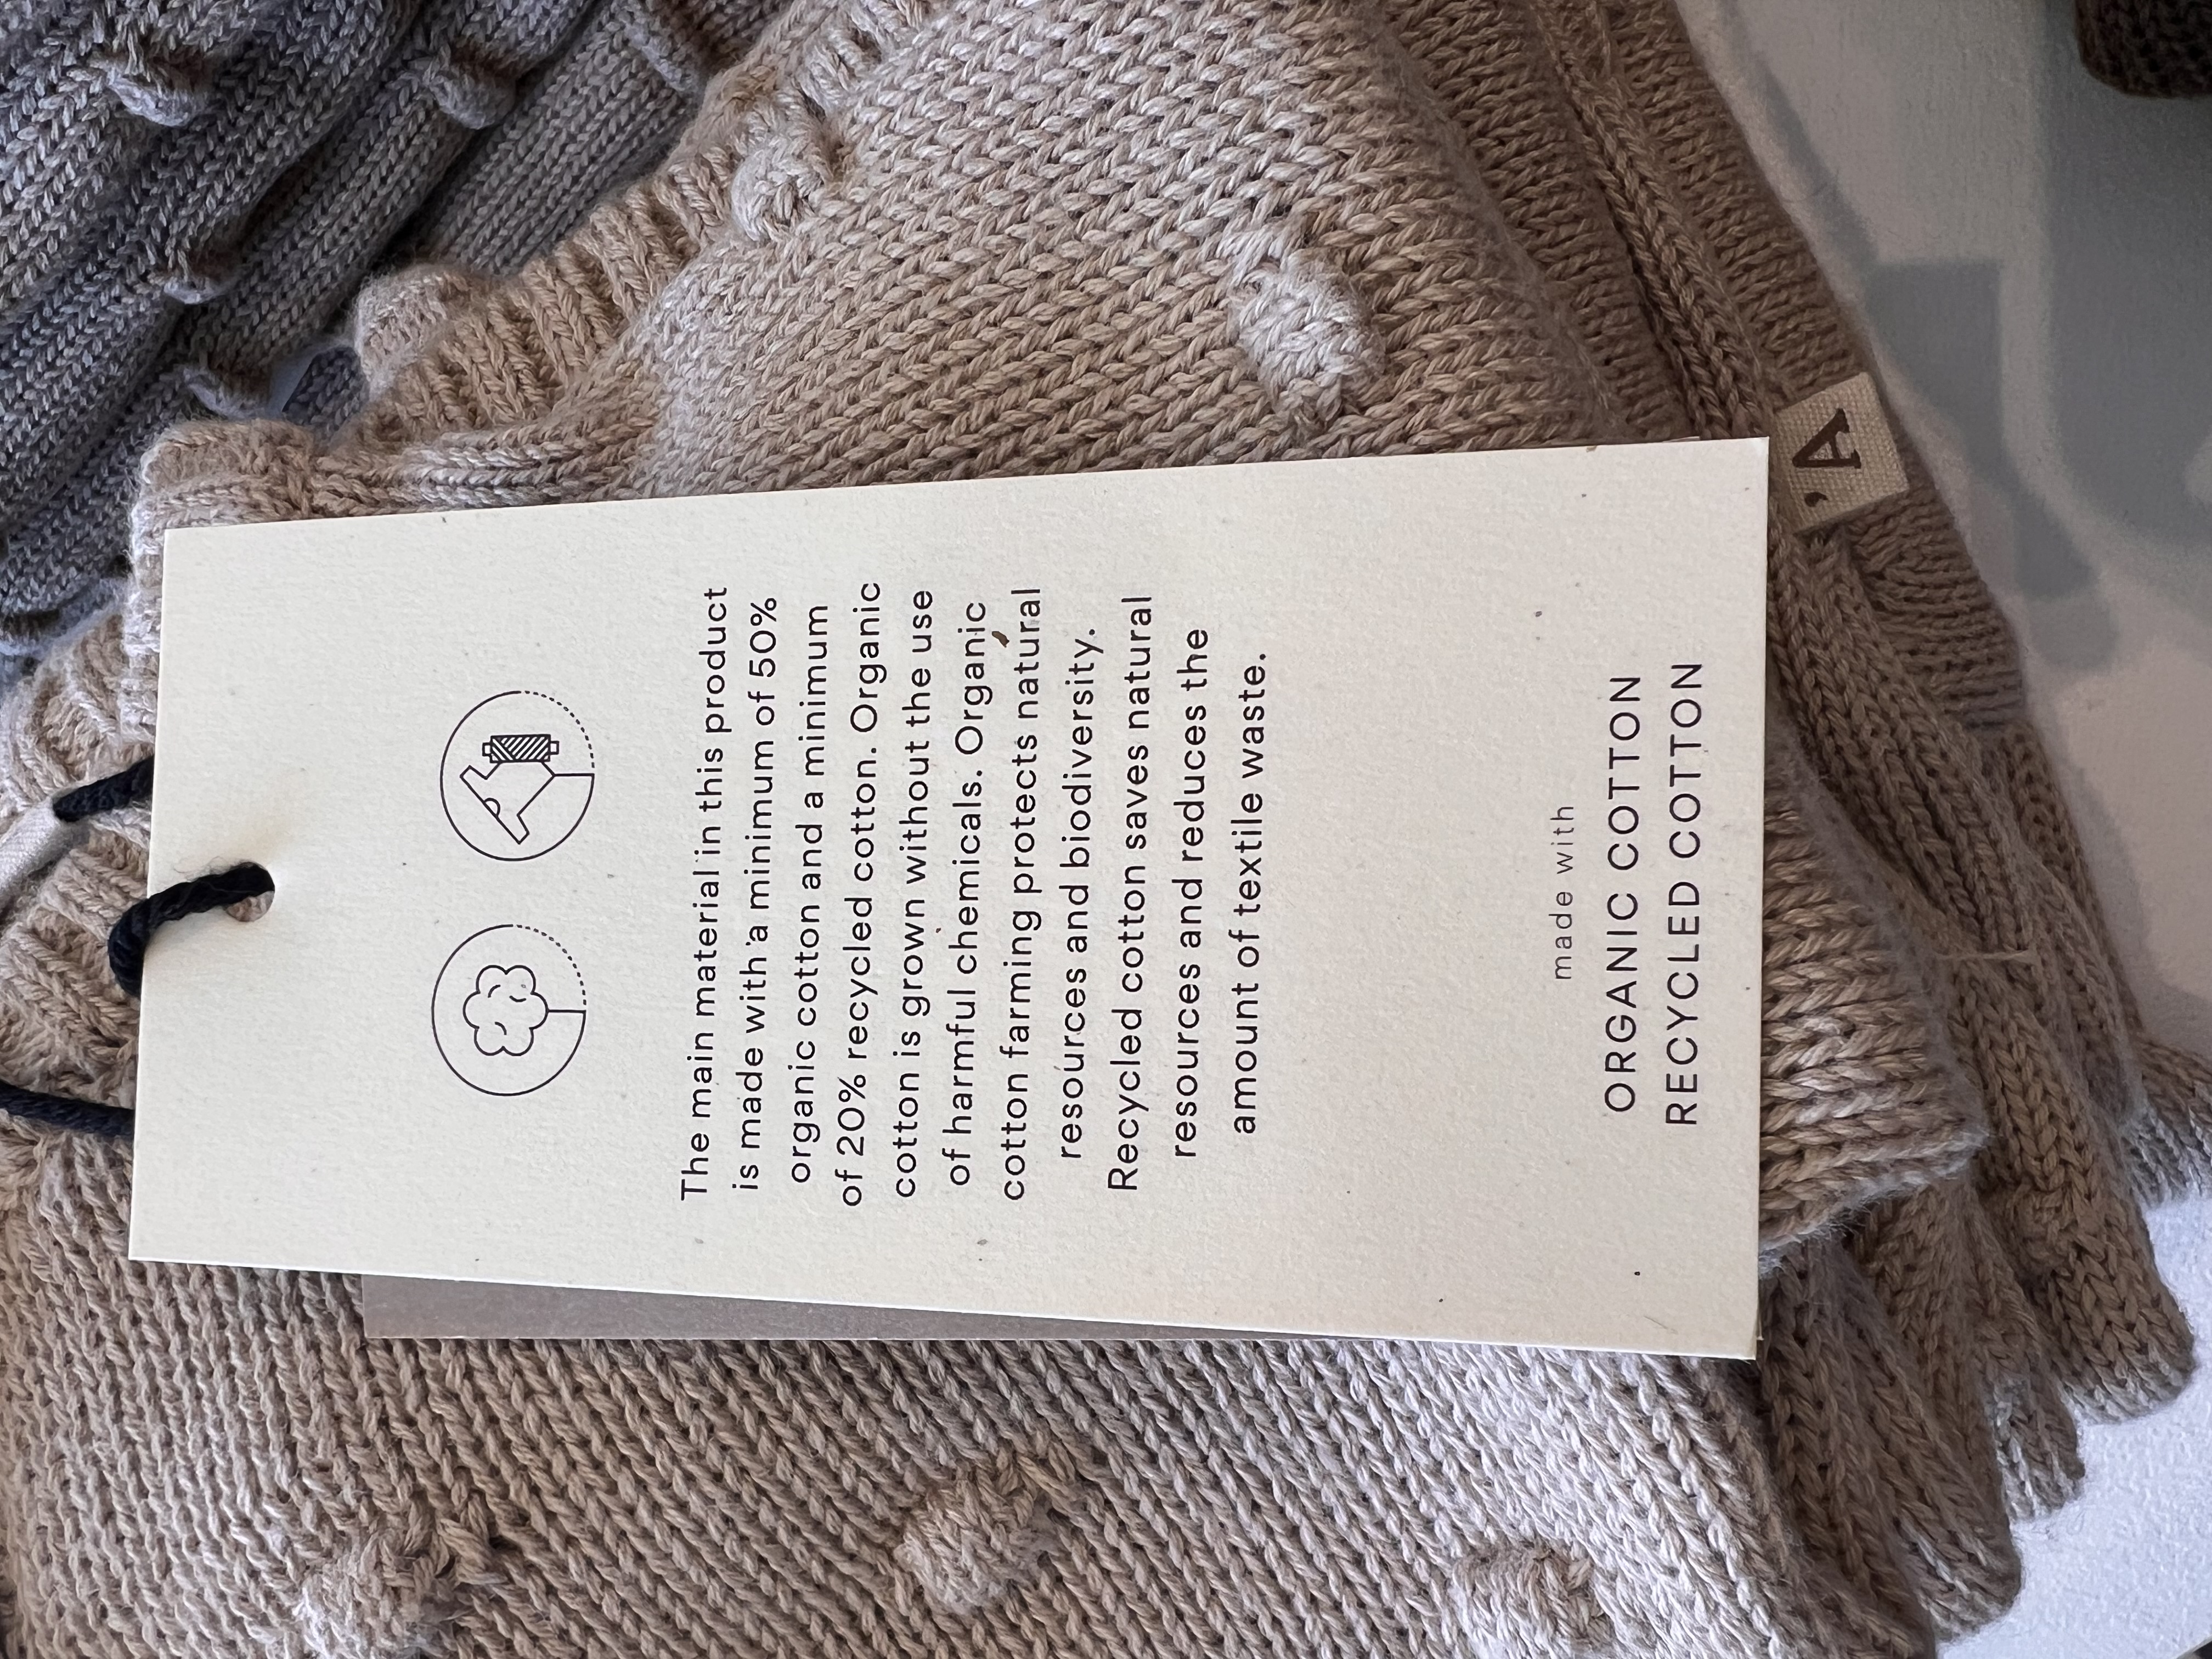 The main material in this product
is made with a minimum of 50%
organic cotton and a minimum
of 20% recycled cotton. Organic
cotton is grown without the use
of harmful chemicals. Organic
cotton farming protects natural
resources and biodiversity.
Recycled cotton saves natural
resources and reduces the
amount of textile waste.
made with
ORGANIC COTTON
RECYCLED COTTON
'A